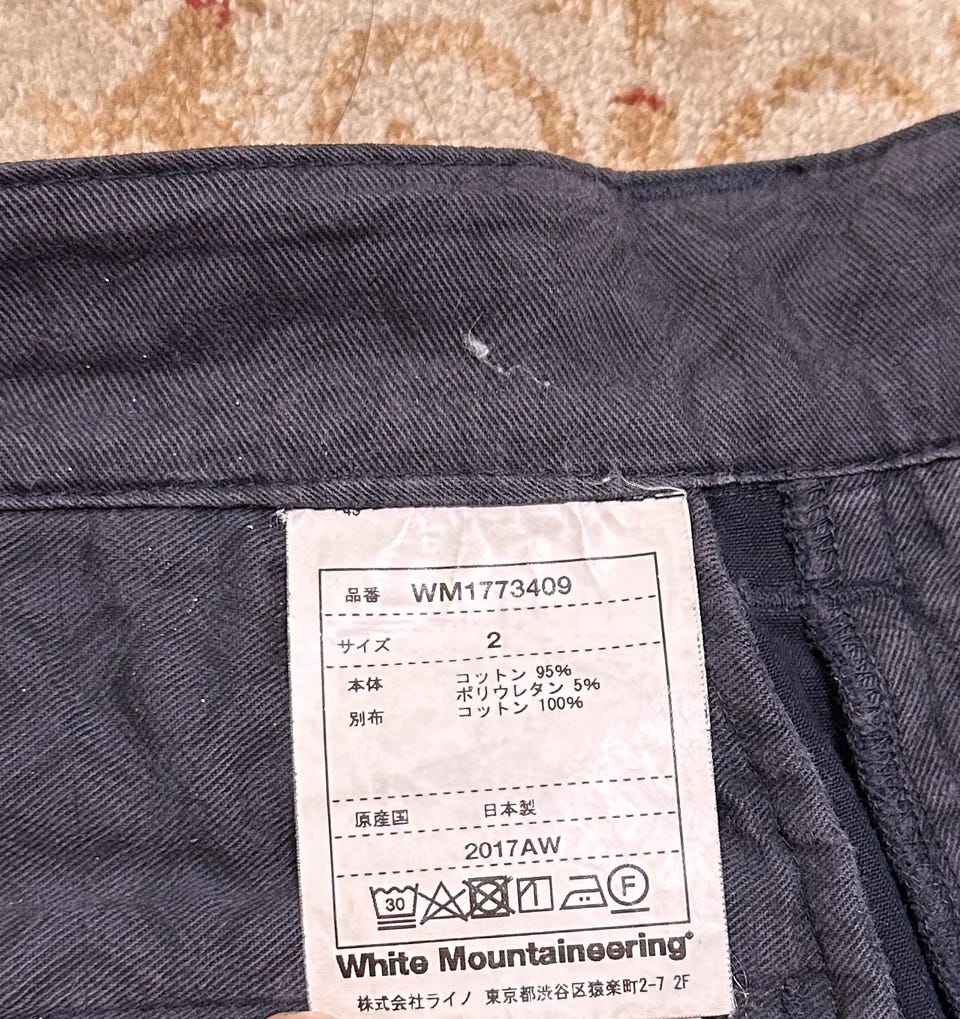 品番 WM1773409
サイズ 2
本体 コットン 95%
ポリウレタン 5%
別布 コットン 100%
原産国 日本製
2017AW
30 F
White Mountaineering®
株式会社ライノ 東京都渋谷区猿楽町2-7 2F